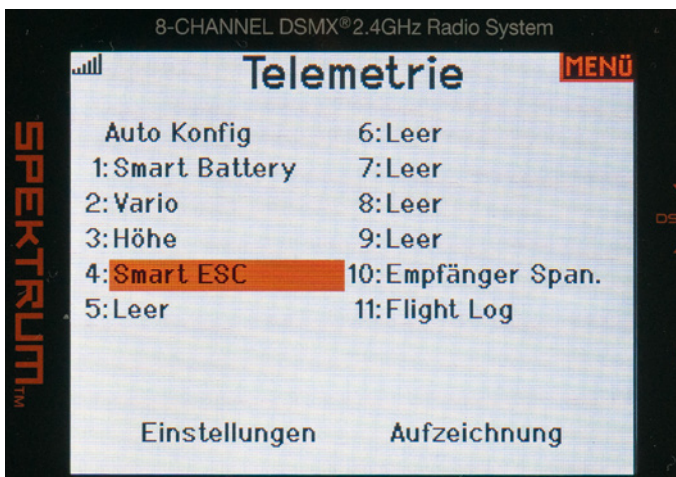 8-CHANNEL DSMX®2.4GHz Radio System
Telemetrie
MENÜ
Auto Konfig
1:Smart Battery
2:Vario
3:Höhe
4:Smart ESC
5:Leer
6:Leer
7:Leer
8:Leer
9:Leer
10:Empfänger Span.
11:Flight Log
Einstellungen
Aufzeichnung
SPEKTRUM™
DS